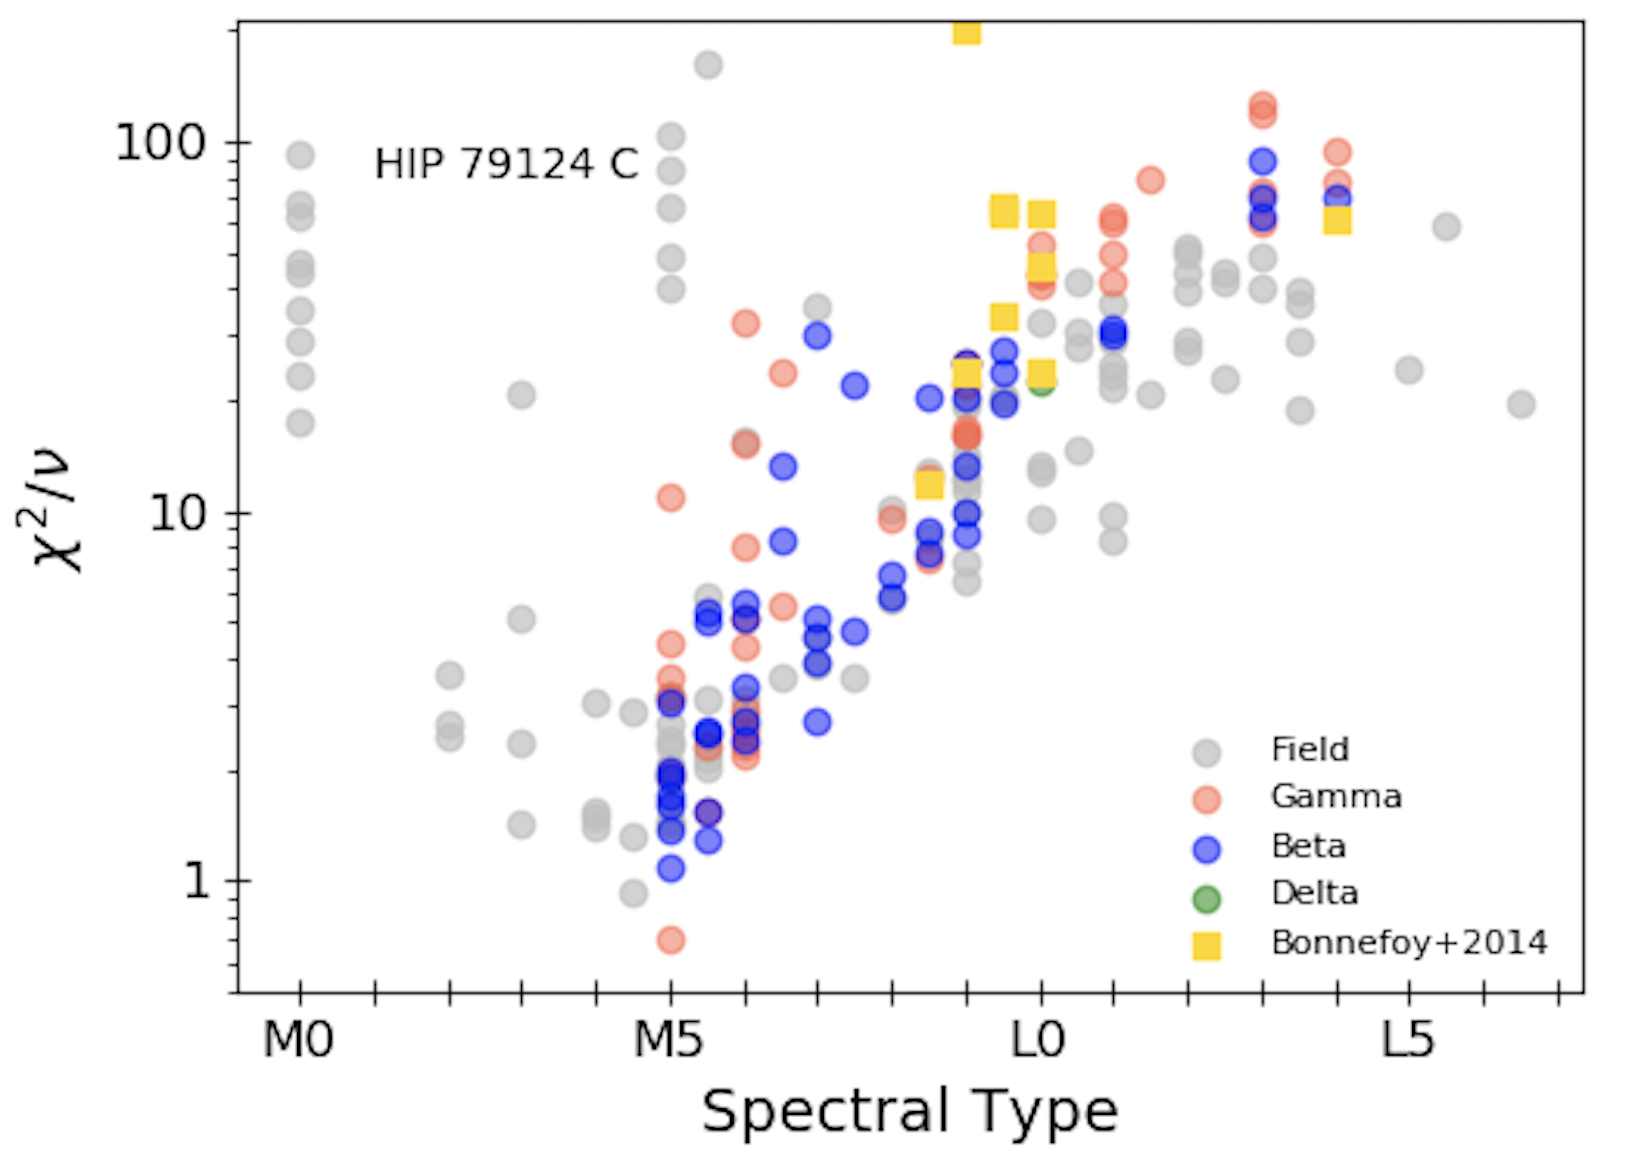 HIP 79124 C
100
10
1
χ²/ν
M0 M5 L0 L5
Spectral Type
Field
Gamma
Beta
Delta
Bonnefoy+2014